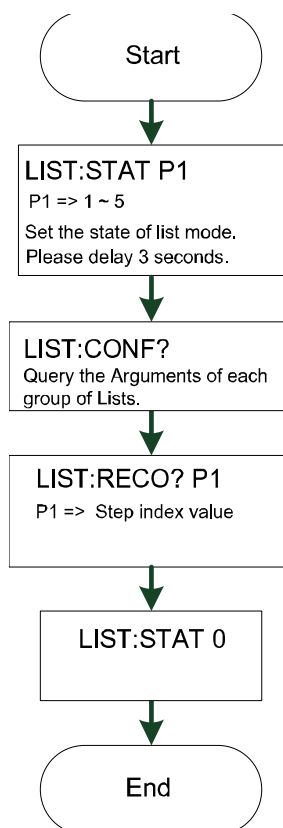 Start
LIST:STAT P1
P1 => 1 ~ 5
Set the state of list mode.
Please delay 3 seconds.
LIST:CONF?
Query the Arguments of each
group of Lists.
LIST:RECO? P1
P1 =>  Step index value
LIST:STAT 0
End